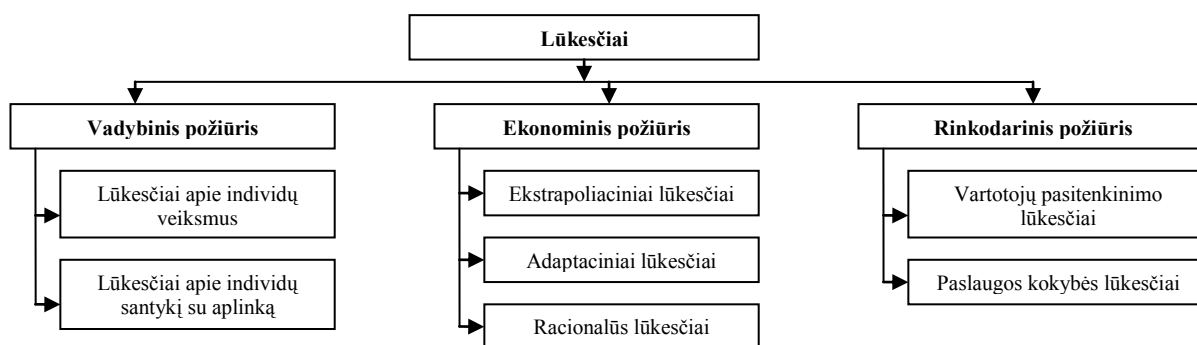 Lūkesčiai
Vadybinis požiūris
Lūkesčiai apie individų
veiksmus
Lūkesčiai apie individų
santykį su aplinką
Ekonominis požiūris
Ekstrapoliaciniai lūkesčiai
Adaptaciniai lūkesčiai
Racionalūs lūkesčiai
Rinkodarinis požiūris
Vartotojų pasitenkinimo
lūkesčiai
Paslaugos kokybės lūkesčiai